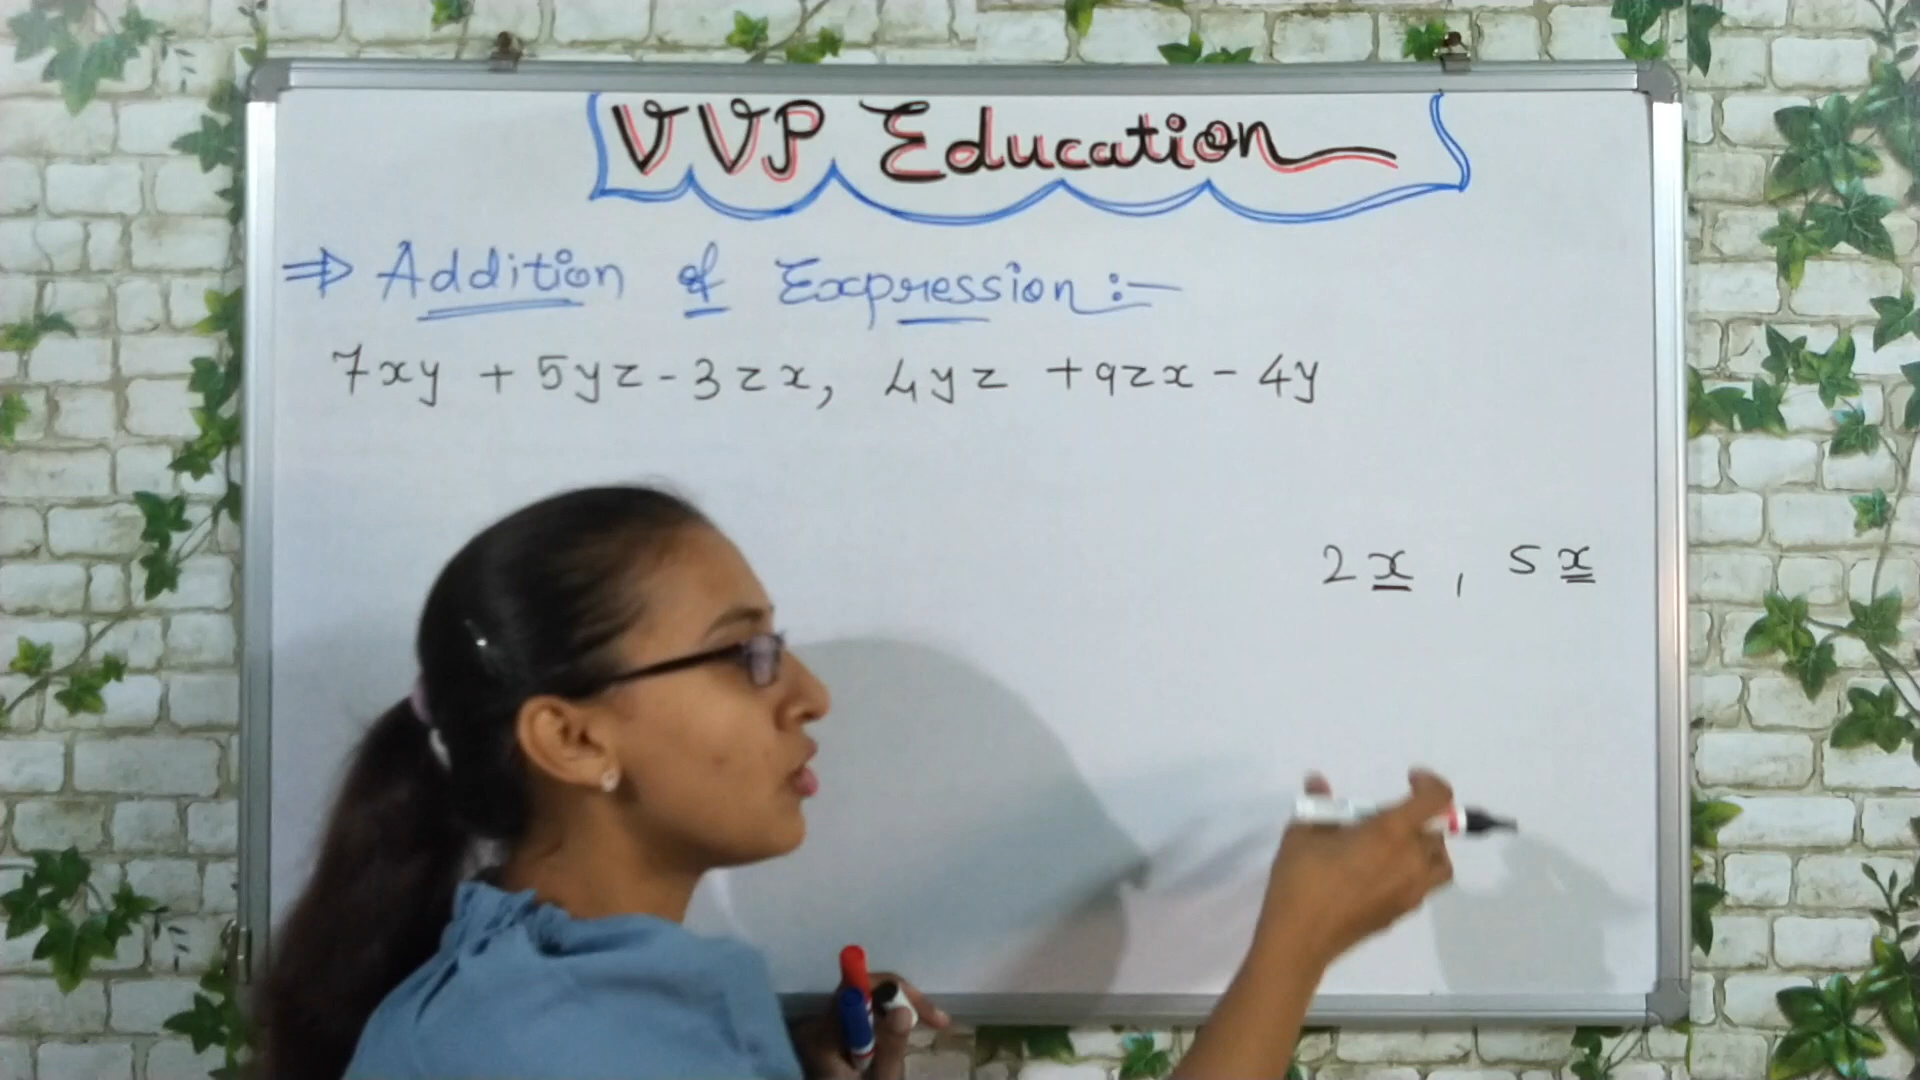 VVP Education
⇒ Addition of Expression :-
7xy + 5yz - 3zx, 4yz + 9zx - 4y
2x , 5x